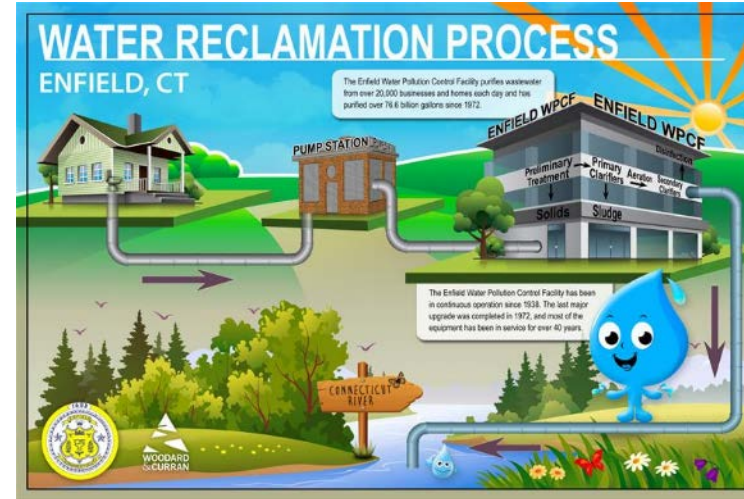 WATER RECLAMATION PROCESS
ENFIELD, CT
The Enfield Water Pollution Control Facility purifies wastewater
from over 20,000 businesses and homes each day and has
purified over 76.6 billion gallons since 1972.
PUMP STATION
ENFIELD WPCF
ENFIELD WPCF
Disinfection
Preliminary
Treatment
Primary
Clarifiers
Aeration
Secondary
Clarifiers
Solids
Sludge
The Enfield Water Pollution Control Facility has been
in continuous operation since 1938. The last major
upgrade was completed in 1972, and most of the
equipment has been in service for over 40 years.
CONNECTICUT
RIVER
WOODARD
&CURRAN